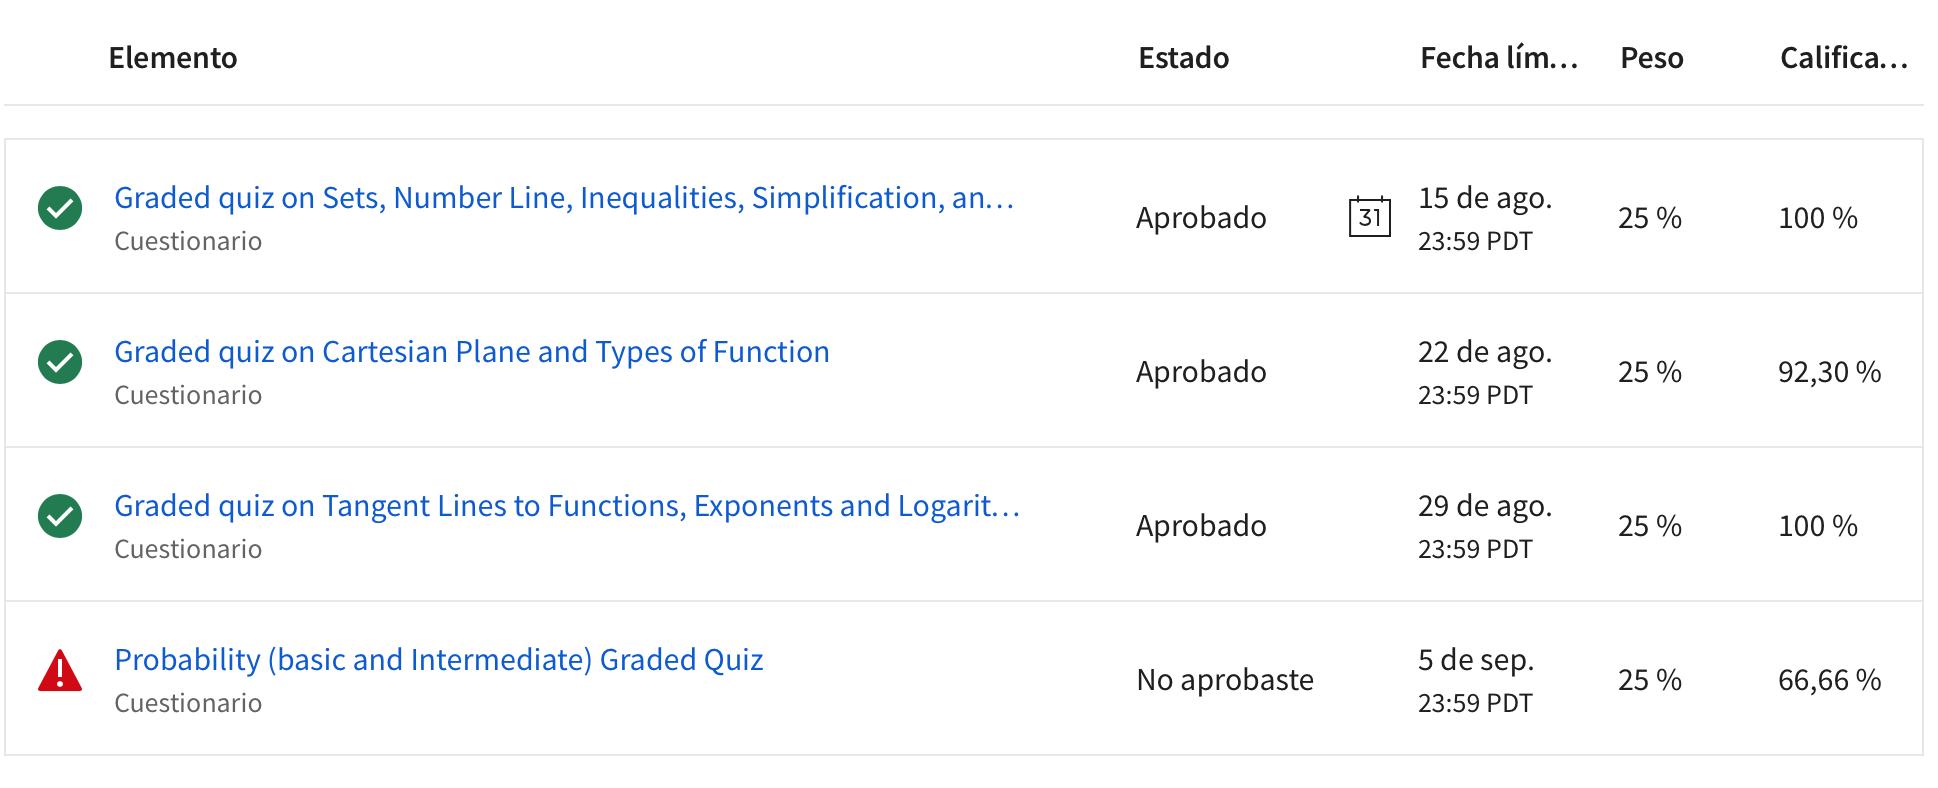 Elemento Estado Fecha lím… Peso Califica…
Graded quiz on Sets, Number Line, Inequalities, Simplification, an…
Cuestionario
Aprobado
31
15 de ago.
23:59 PDT
25 %
100 %
Graded quiz on Cartesian Plane and Types of Function
Cuestionario
Aprobado
22 de ago.
23:59 PDT
25 %
92,30 %
Graded quiz on Tangent Lines to Functions, Exponents and Logarit…
Cuestionario
Aprobado
29 de ago.
23:59 PDT
25 %
100 %
Probability (basic and Intermediate) Graded Quiz
Cuestionario
No aprobaste
5 de sep.
23:59 PDT
25 %
66,66 %